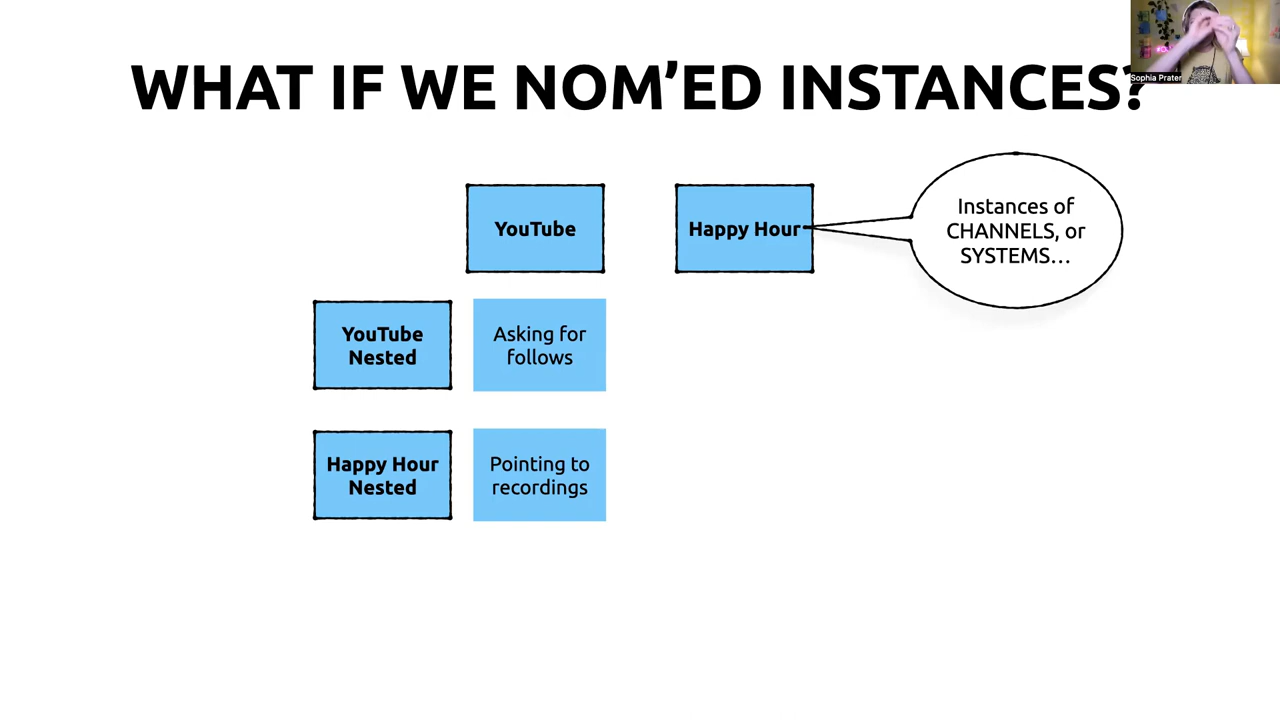 Sophia Prater
WHAT IF WE NOM’ED INSTANCES?
YouTube
Happy Hour
Instances of
CHANNELS, or
SYSTEMS…
YouTube
Nested
Asking for
follows
Happy Hour
Nested
Pointing to
recordings